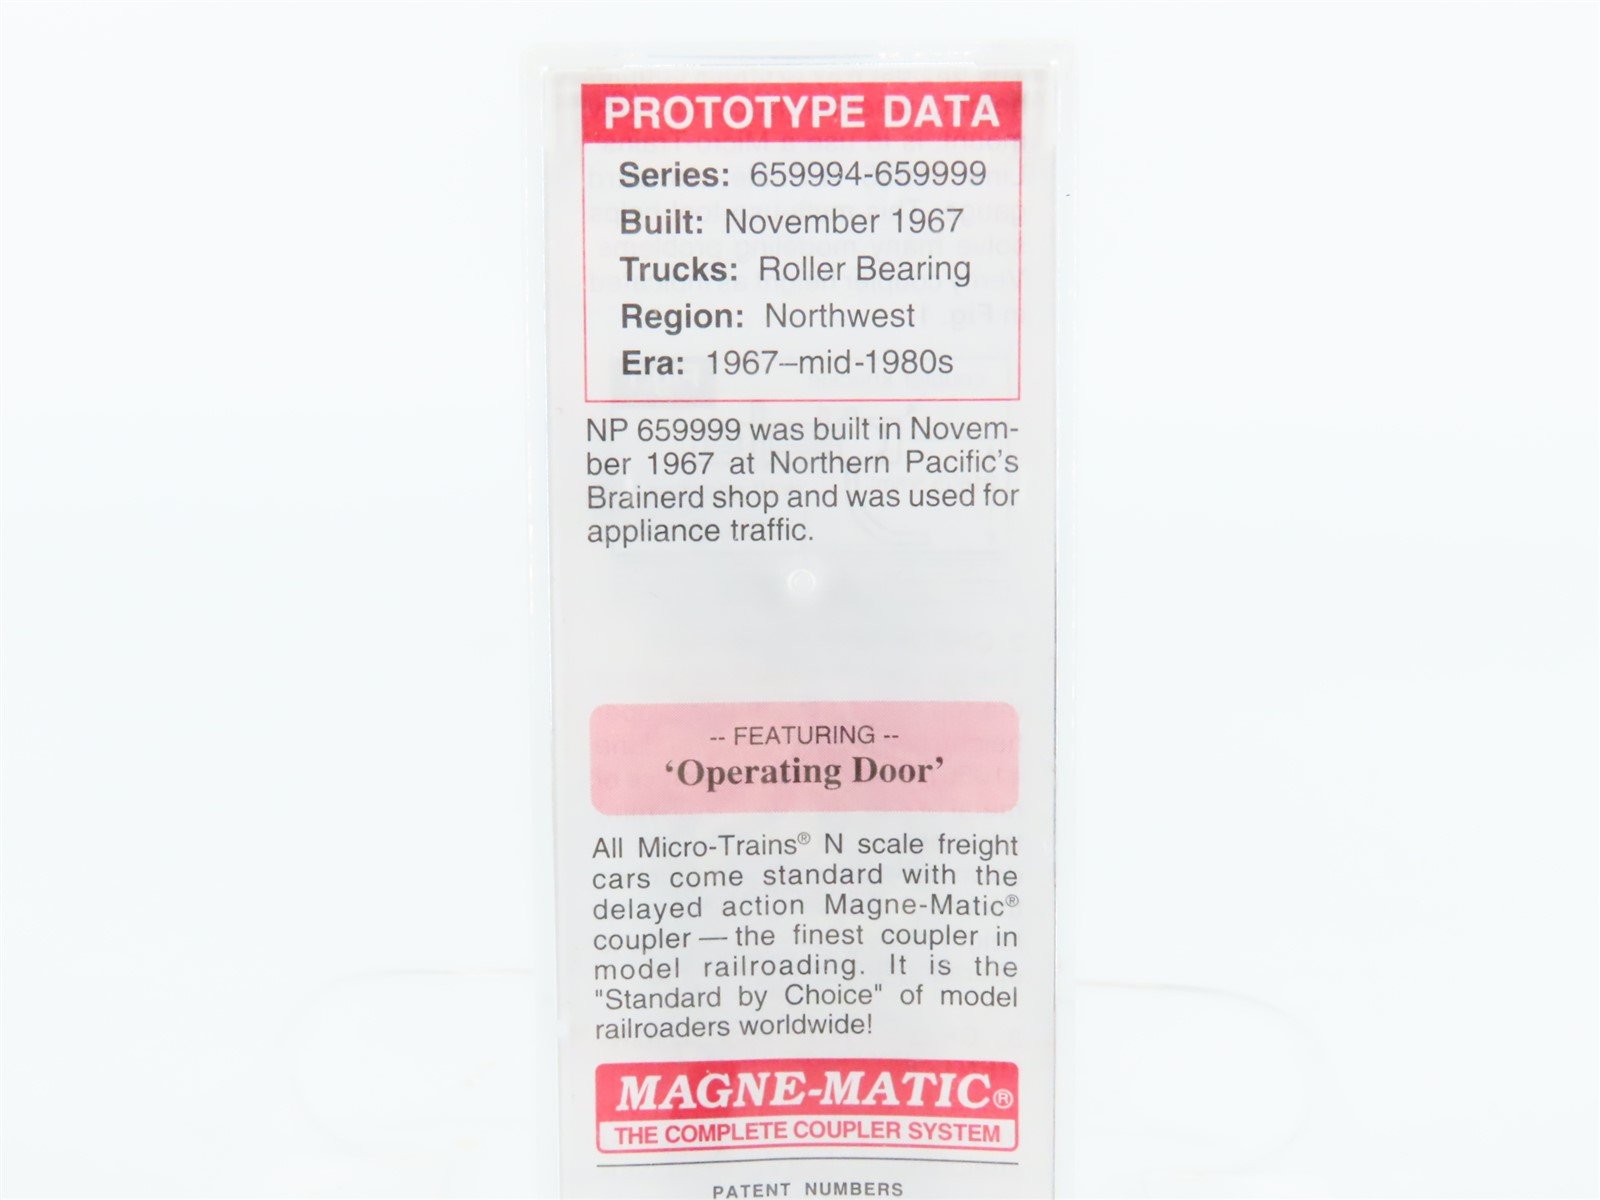 PROTOTYPE DATA
Series: 659994-659999
Built: November 1967
Trucks: Roller Bearing
Region: Northwest
Era: 1967–mid-1980s
NP 659999 was built in Novem-
ber 1967 at Northern Pacific's
Brainerd shop and was used for
appliance traffic.
-- FEATURING --
‘Operating Door’
All Micro-Trains® N scale freight
cars come standard with the
delayed action Magne-Matic®
coupler — the finest coupler in
model railroading. It is the
"Standard by Choice" of model
railroaders worldwide!
MAGNE-MATIC®
THE COMPLETE COUPLER SYSTEM
PATENT NUMBERS